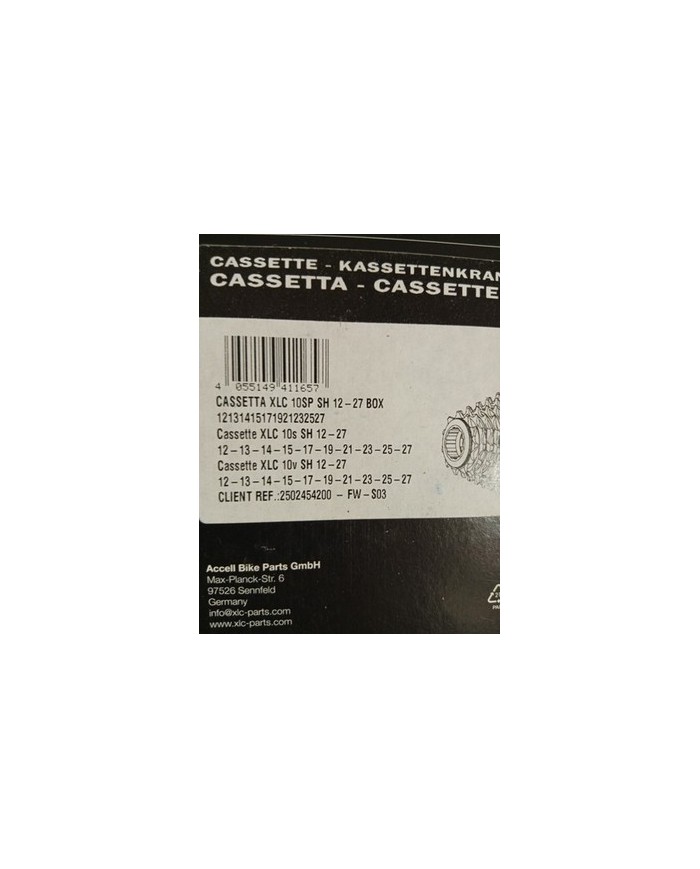 CASSETTE - KASSETTENKRAN
CASSETTA - CASSETTE
4 055149 411657
CASSETTA XLC 10SP SH 12-27 BOX
12131415171921232527
Cassette XLC 10s SH 12-27
12-13-14-15-17-19-21-23-25-27
Cassette XLC 10v SH 12-27
12-13-14-15-17-19-21-23-25-27
CLIENT REF.:2502454200 - FW-S03
Accell Bike Parts GmbH
Max-Planck-Str. 6
97526 Sennfeld
Germany
info@xlc-parts.com
www.xlc-parts.com